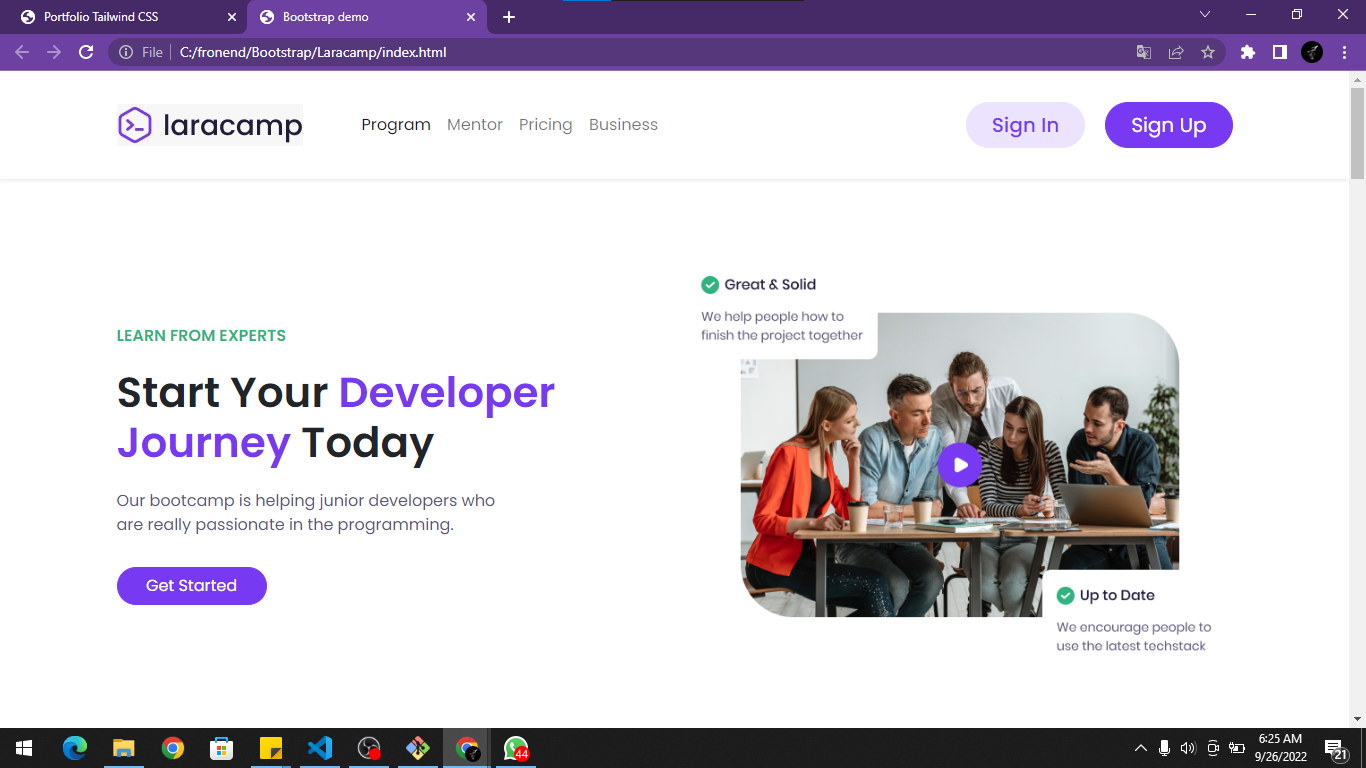 Portfolio Tailwind CSS
Bootstrap demo
File
C:/fronend/Bootstrap/Laracamp/index.html
laracamp
Program
Mentor
Pricing
Business
Sign In
Sign Up
Great & Solid
We help people how to
finish the project together
LEARN FROM EXPERTS
Start Your Developer
Journey Today
Our bootcamp is helping junior developers who
are really passionate in the programming.
Get Started
Up to Date
We encourage people to
use the latest techstack
44
6:25 AM
9/26/2022
21